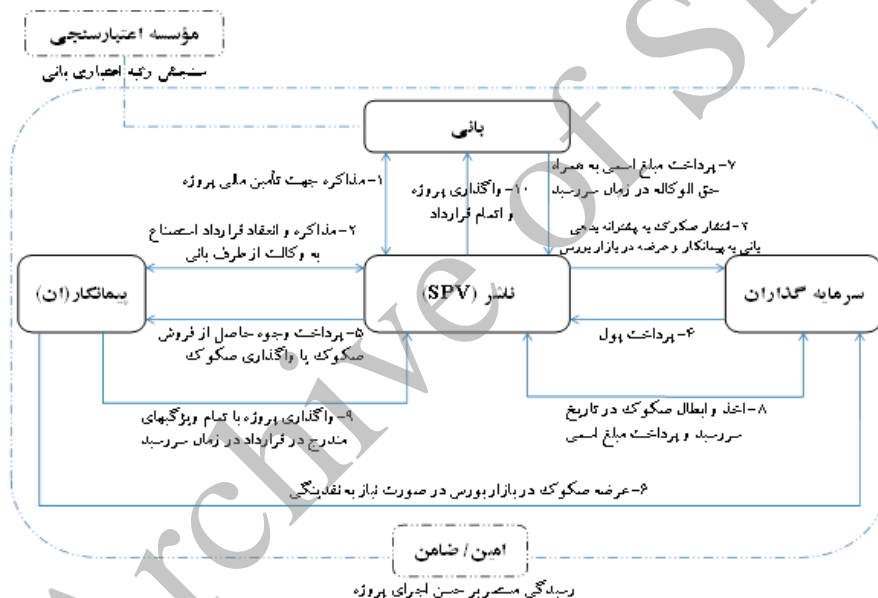 مؤسسه اعتبارسنجی
سنجش رتبه اعتباری بانی
بانی
۱-مذاکره جهت تأمین مالی پروژه
۱۰-واگذاری پروژه
و اتمام قرارداد
۷-پرداخت مبلغ اسمی به همراه
حق الوکاله در زمان سررسید
۲-مذاکره و انعقاد قرارداد استصناع
به وکالت از طرف بانی
۳-انتشار صکوک به پشتوانه بدهی
بانی به پیمانکار و عرضه در بازار بورس
پیمانکار(ان)
ناشر (SPV)
سرمایه گذاران
۵-پرداخت وجوه حاصل از فروش
صکوک یا واگذاری صکوک
۴-پرداخت پول
۹-واگذاری پروژه با تمام ویژگیهای
مندرج در قرارداد در زمان سررسید
۸-اخذ و ابطال صکوک در تاریخ
سررسید و پرداخت مبلغ اسمی
۶-عرضه صکوک در بازار بورس در صورت نیاز به نقدینگی
امین/ ضامن
رسیدگی مستمر بر حسن اجرای پروژه
Archive of